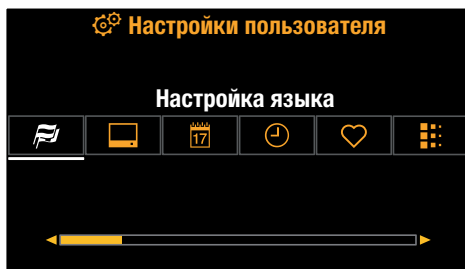 Настройки пользователя
Настройка языка
17